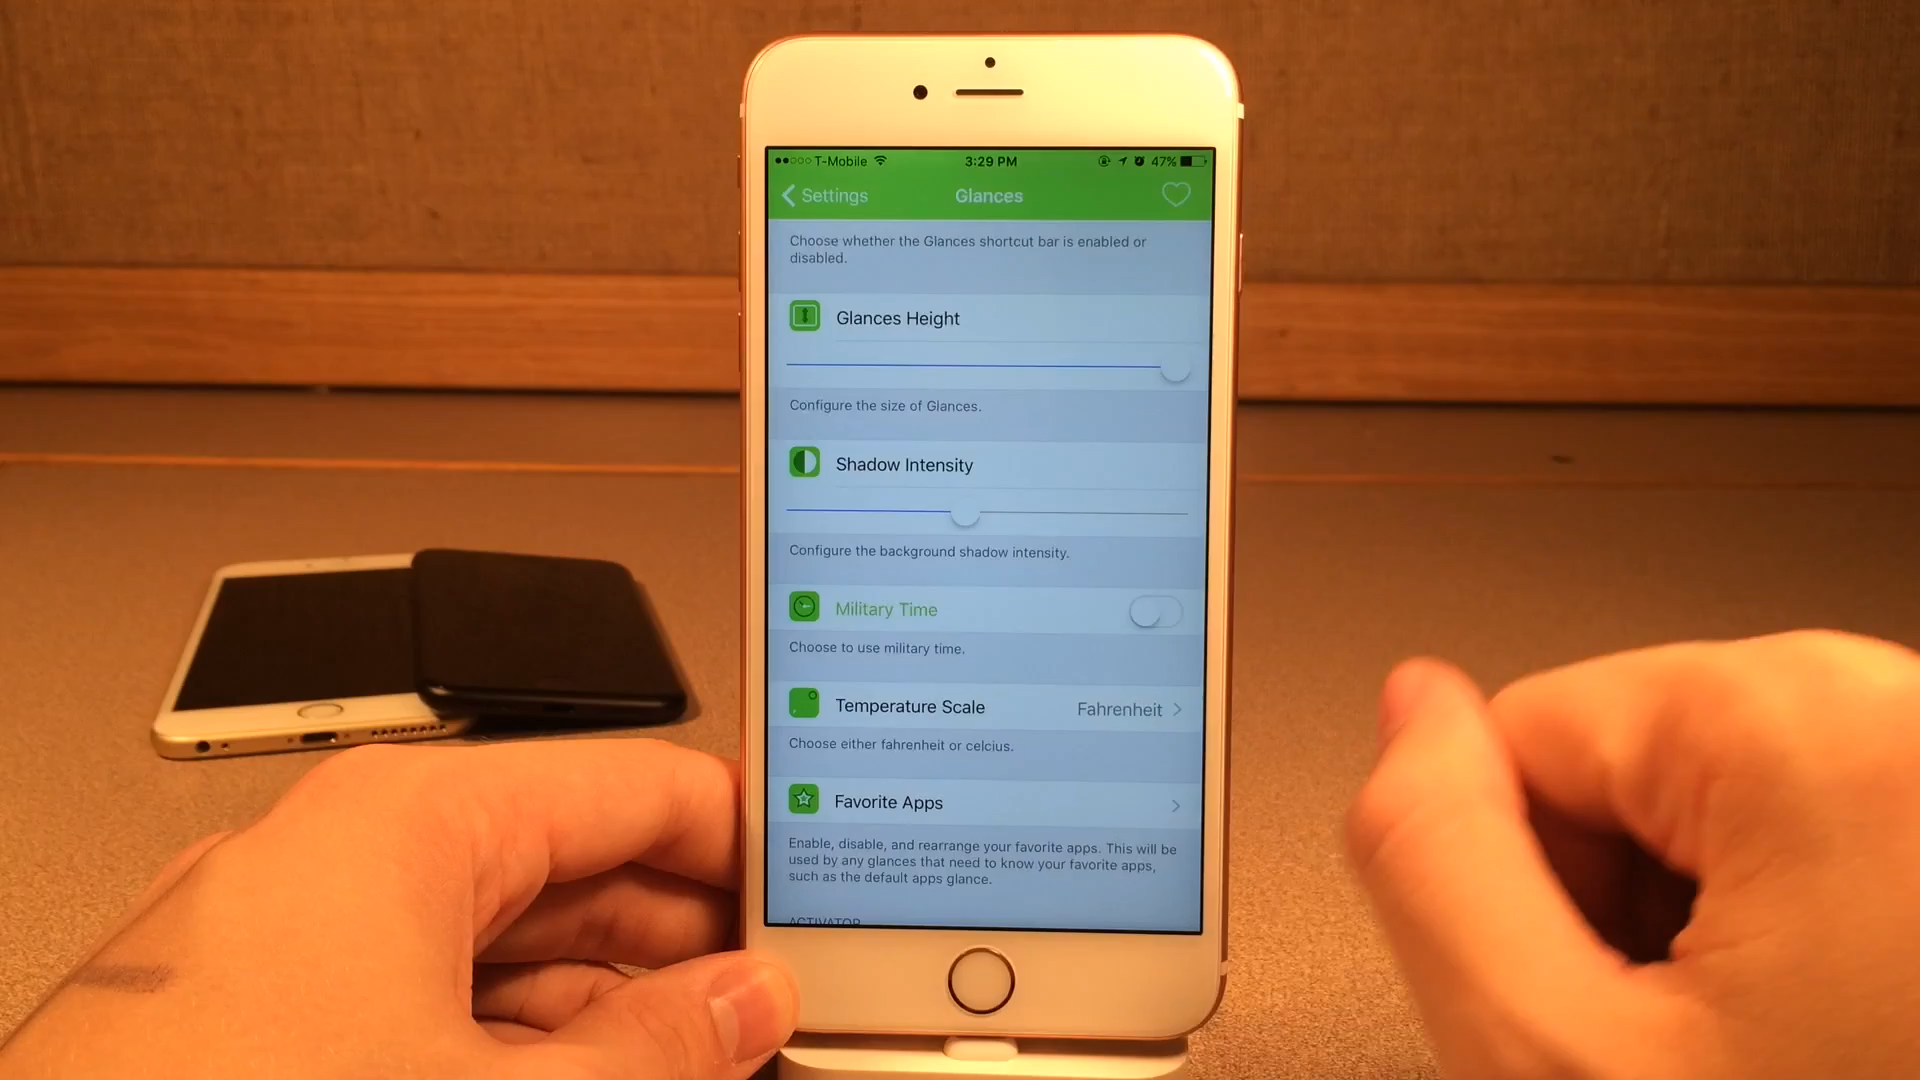 T-Mobile 3:29 PM 47%
Settings Glances
Choose whether the Glances shortcut bar is enabled or
disabled.
Glances Height
Configure the size of Glances.
Shadow Intensity
Configure the background shadow intensity.
Military Time
Choose to use military time.
Temperature Scale Fahrenheit
Choose either fahrenheit or celcius.
Favorite Apps
Enable, disable, and rearrange your favorite apps. This will be
used by any glances that need to know your favorite apps,
such as the default apps glance.
ACTIVATOR